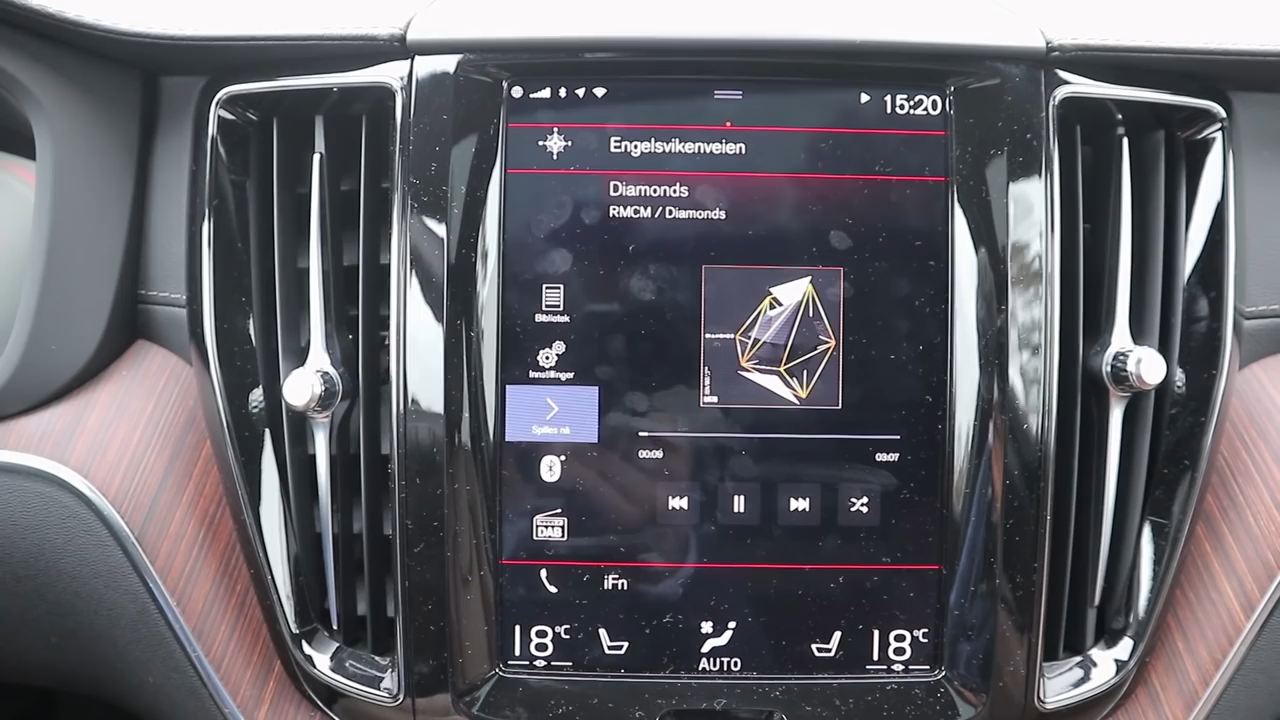 15:20
Engelsvikenveien
Diamonds
RMCM / Diamonds
Bibliotek
Innstillinger
Spilles nå
DIAMONDS
00:09
03:07
DAB
iFn
18°C
AUTO
18°C